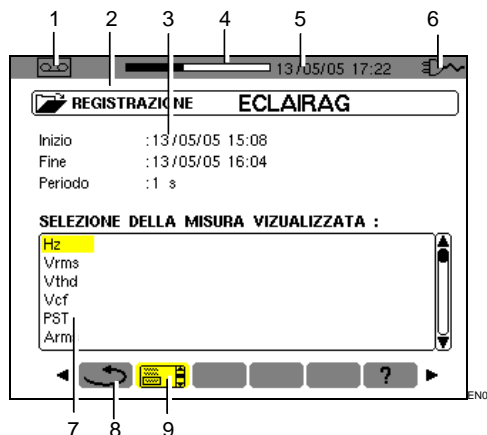 1 2 3 4 5 6
13/05/05 17:22
REGISTRAZIONE ECLAIRAG
Inizio :13/05/05 15:08
Fine :13/05/05 16:04
Periodo :1 s
SELEZIONE DELLA MISURA VIZUALIZZATA :
Hz
Vrms
Vthd
Vcf
PST
?
7 8 9